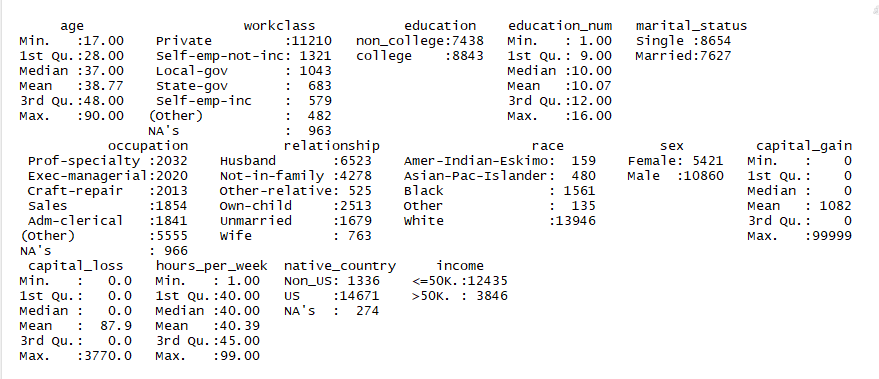 age workclass education education_num marital_status
Min. :17.00 Private :11210 non_college:7438 Min. : 1.00 Single :8654
1st Qu.:28.00 Self-emp-not-inc: 1321 college :8843 1st Qu.: 9.00 Married:7627
Median :37.00 Local-gov : 1043 Median :10.00
Mean :38.77 State-gov : 683 Mean :10.07
3rd Qu.:48.00 Self-emp-inc : 579 3rd Qu.:12.00
Max. :90.00 (Other) : 482 Max. :16.00
NA's : 963
occupation relationship race sex capital_gain
Prof-specialty :2032 Husband :6523 Amer-Indian-Eskimo: 159 Female: 5421 Min. : 0
Exec-managerial:2020 Not-in-family :4278 Asian-Pac-Islander: 480 Male :10860 1st Qu.: 0
Craft-repair :2013 Other-relative: 525 Black : 1561 Median : 0
Sales :1854 Own-child :2513 Other : 135 Mean : 1082
Adm-clerical :1841 Unmarried :1679 White :13946 3rd Qu.: 0
(Other) :5555 Wife : 763 Max. :99999
NA's : 966
capital_loss hours_per_week native_country income
Min. : 0.0 Min. : 1.00 Non_US: 1336 <=50K.:12435
1st Qu.: 0.0 1st Qu.:40.00 US :14671 >50K. : 3846
Median : 0.0 Median :40.00 NA's : 274
Mean : 87.9 Mean :40.39
3rd Qu.: 0.0 3rd Qu.:45.00
Max. :3770.0 Max. :99.00